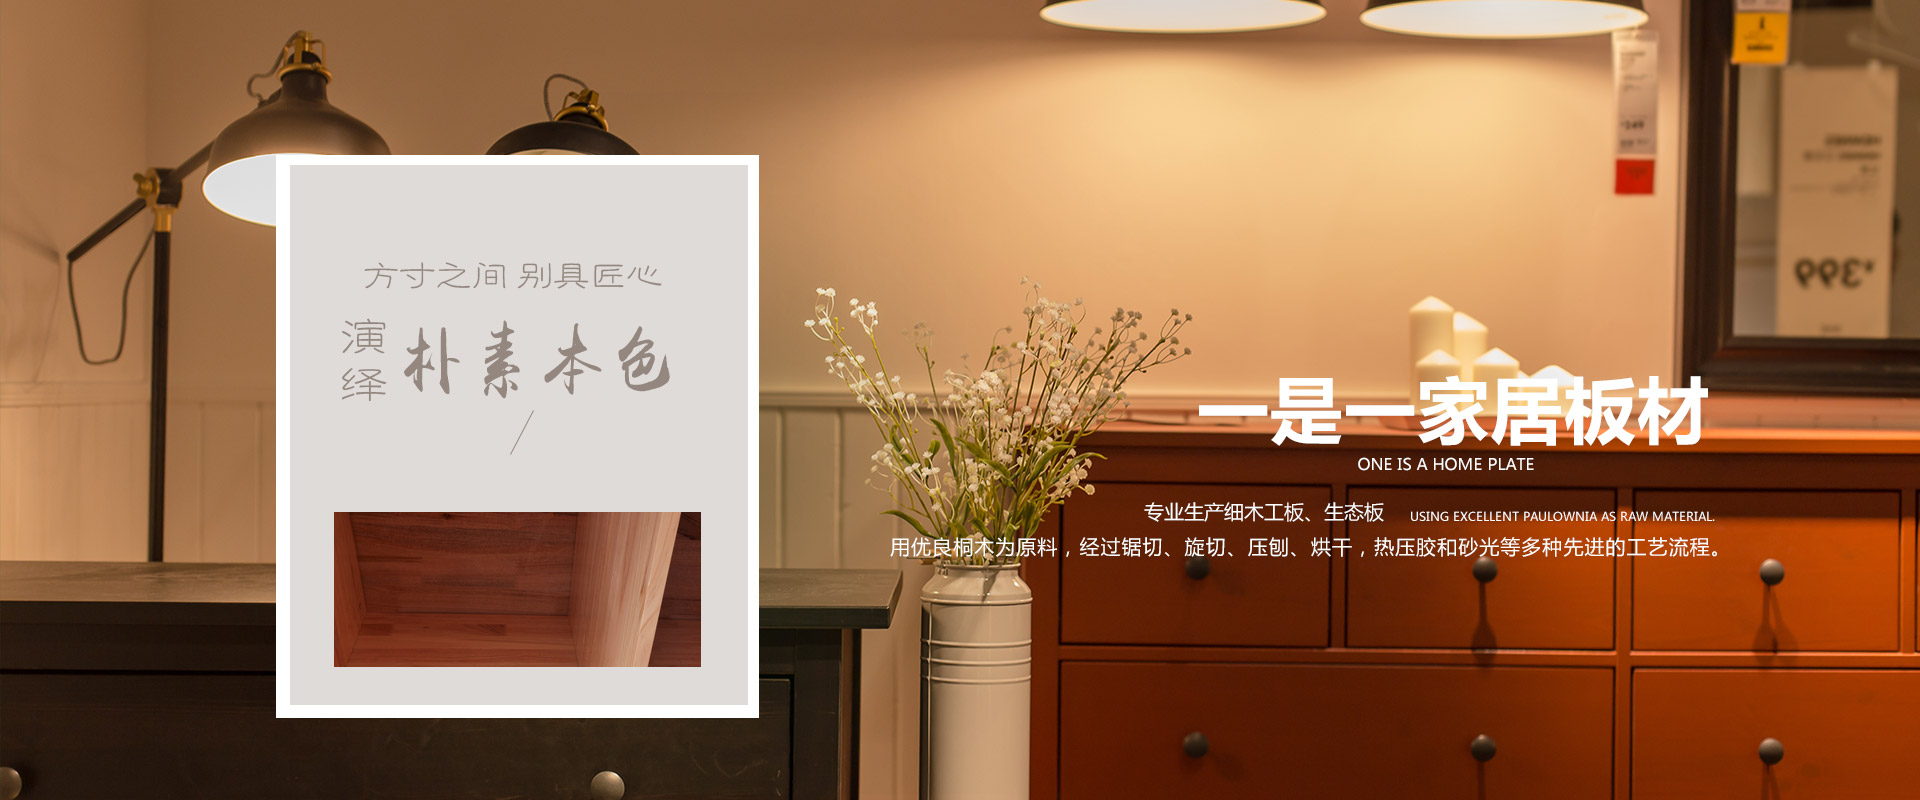 方寸之间 别具匠心
演绎 朴素本色
一是一家居板材
ONE IS A HOME PLATE
专业生产细木工板、生态板 USING EXCELLENT PAULOWNIA AS RAW MATERIAL.
用优良桐木为原料，经过锯切、旋切、压刨、烘干，热压胶和砂光等多种先进的工艺流程。